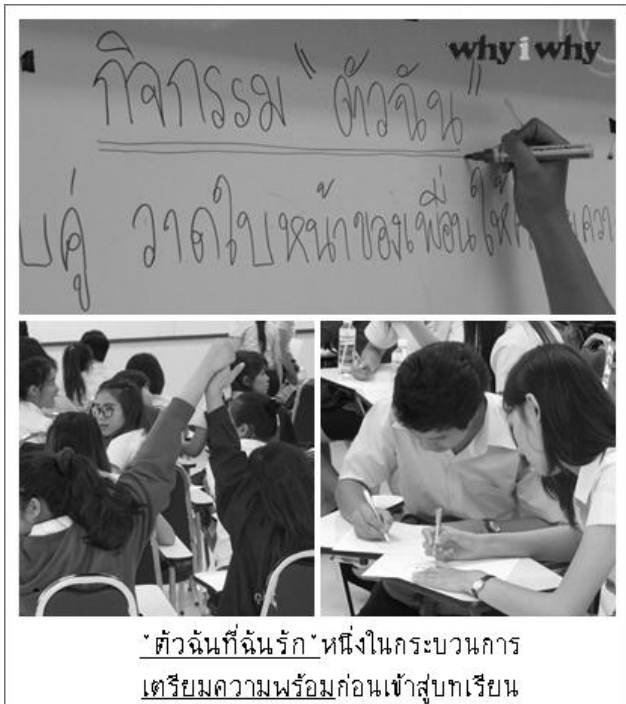 why i why
กิจกรรม "ตัวฉัน"
บคู่ วาดใบหน้าของเพื่อนให้
"ตัวฉันที่ฉันรัก" หนึ่งในกระบวนการ
เตรียมความพร้อมก่อนเข้าสู่บทเรียน